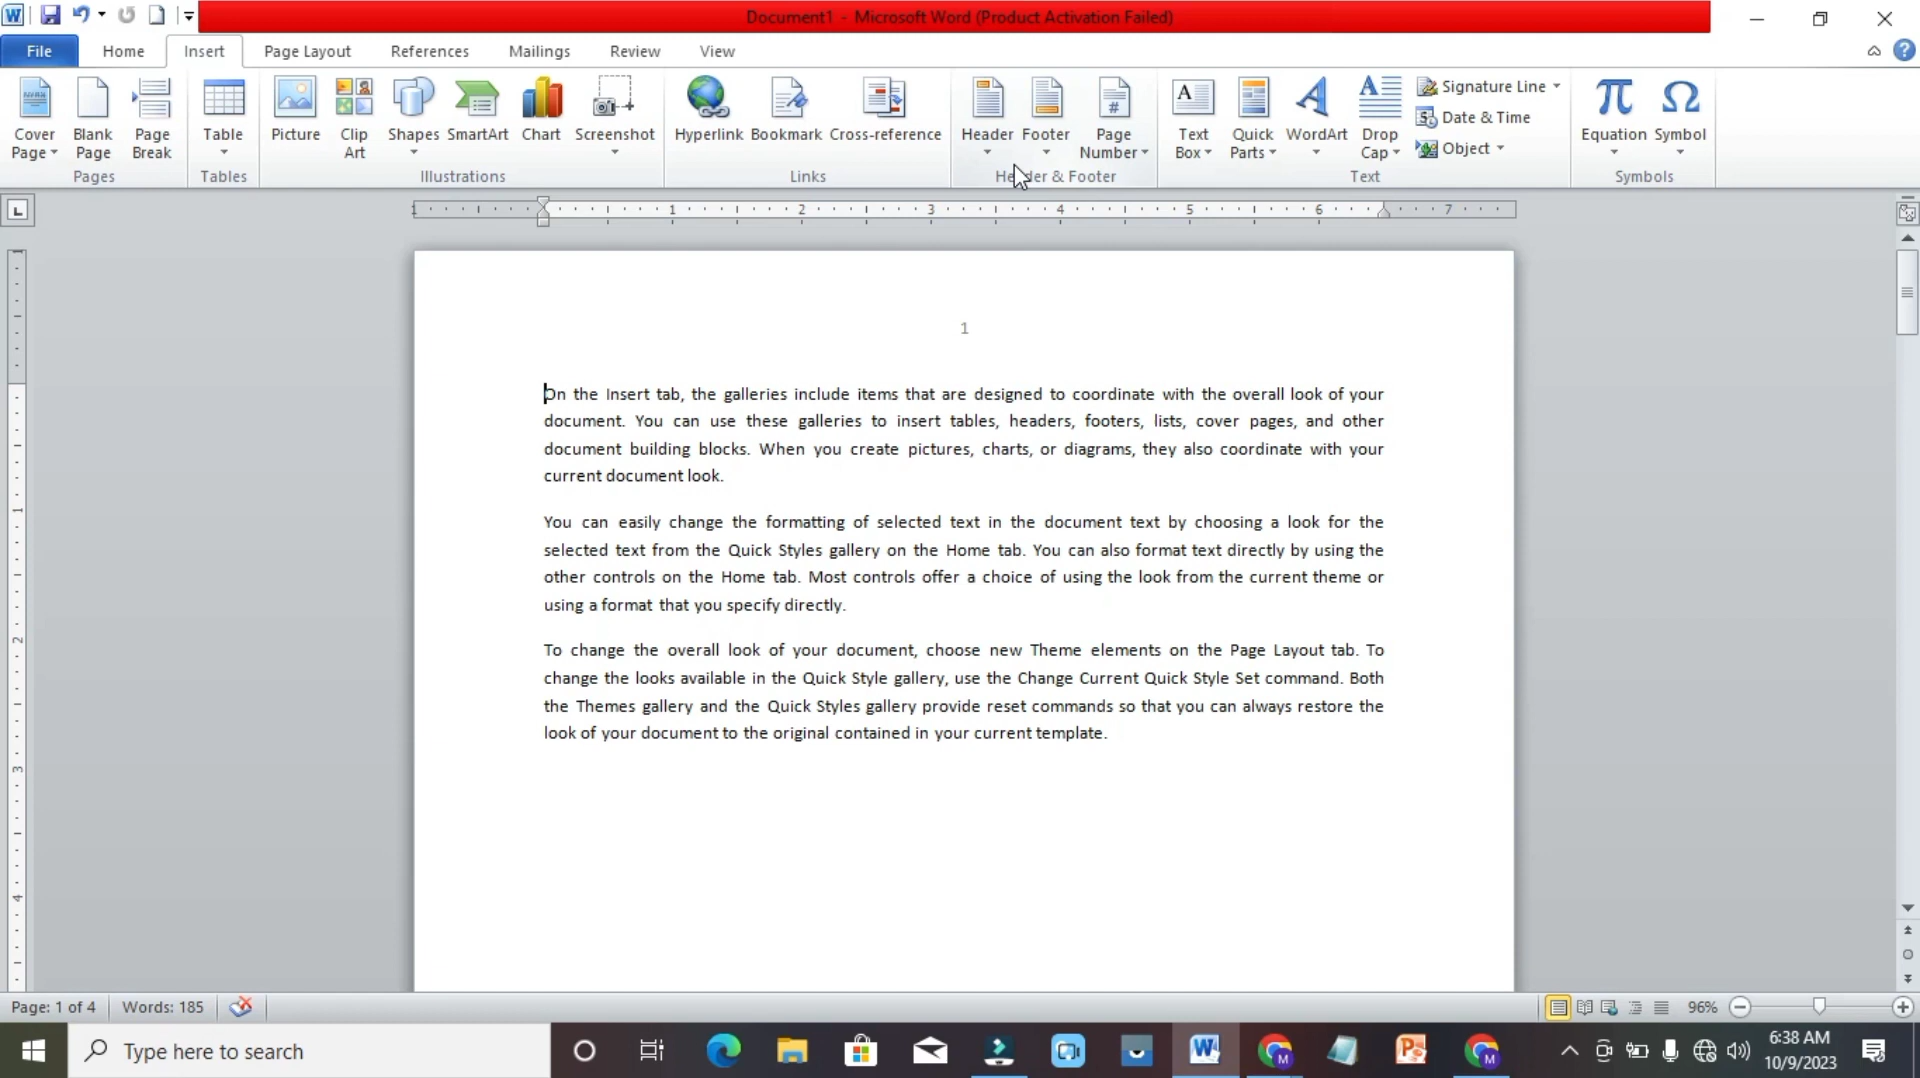 Document1 - Microsoft Word (Product Activation Failed)
File Home Insert Page Layout References Mailings Review View
Cover Page
Blank Page
Page Break
Pages
Table
Tables
Picture
Clip Art
Shapes
SmartArt
Chart
Screenshot
Illustrations
Hyperlink
Bookmark
Cross-reference
Links
Header
Footer
Page Number
Header & Footer
Text Box
Quick Parts
WordArt
Drop Cap
Signature Line
Date & Time
Object
Text
Equation
Symbol
Symbols
1 1 2 3 4 5 6 7
1
On the Insert tab, the galleries include items that are designed to coordinate with the overall look of your
document. You can use these galleries to insert tables, headers, footers, lists, cover pages, and other
document building blocks. When you create pictures, charts, or diagrams, they also coordinate with your
current document look.
You can easily change the formatting of selected text in the document text by choosing a look for the
selected text from the Quick Styles gallery on the Home tab. You can also format text directly by using the
other controls on the Home tab. Most controls offer a choice of using the look from the current theme or
using a format that you specify directly.
To change the overall look of your document, choose new Theme elements on the Page Layout tab. To
change the looks available in the Quick Style gallery, use the Change Current Quick Style Set command. Both
the Themes gallery and the Quick Styles gallery provide reset commands so that you can always restore the
look of your document to the original contained in your current template.
1
2
3
4
Page: 1 of 4 Words: 185 96%
Type here to search
6:38 AM
10/9/2023